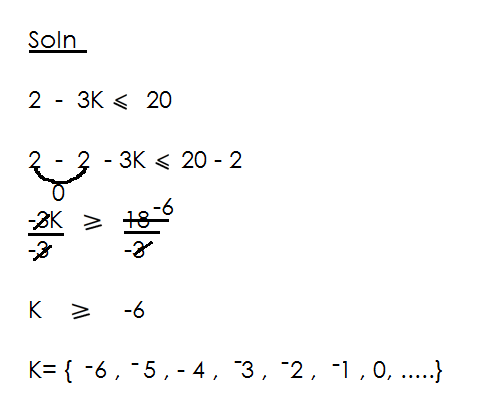 Soln
2 - 3K ⩽ 20
2 - 2 - 3K ⩽ 20 - 2
0
-3K ⩾ 18 -6
-3 -3
K ⩾ -6
K= { ⁻6 , ⁻5 , - 4 , ⁻3 , ⁻2 , ⁻1 , 0, .....}